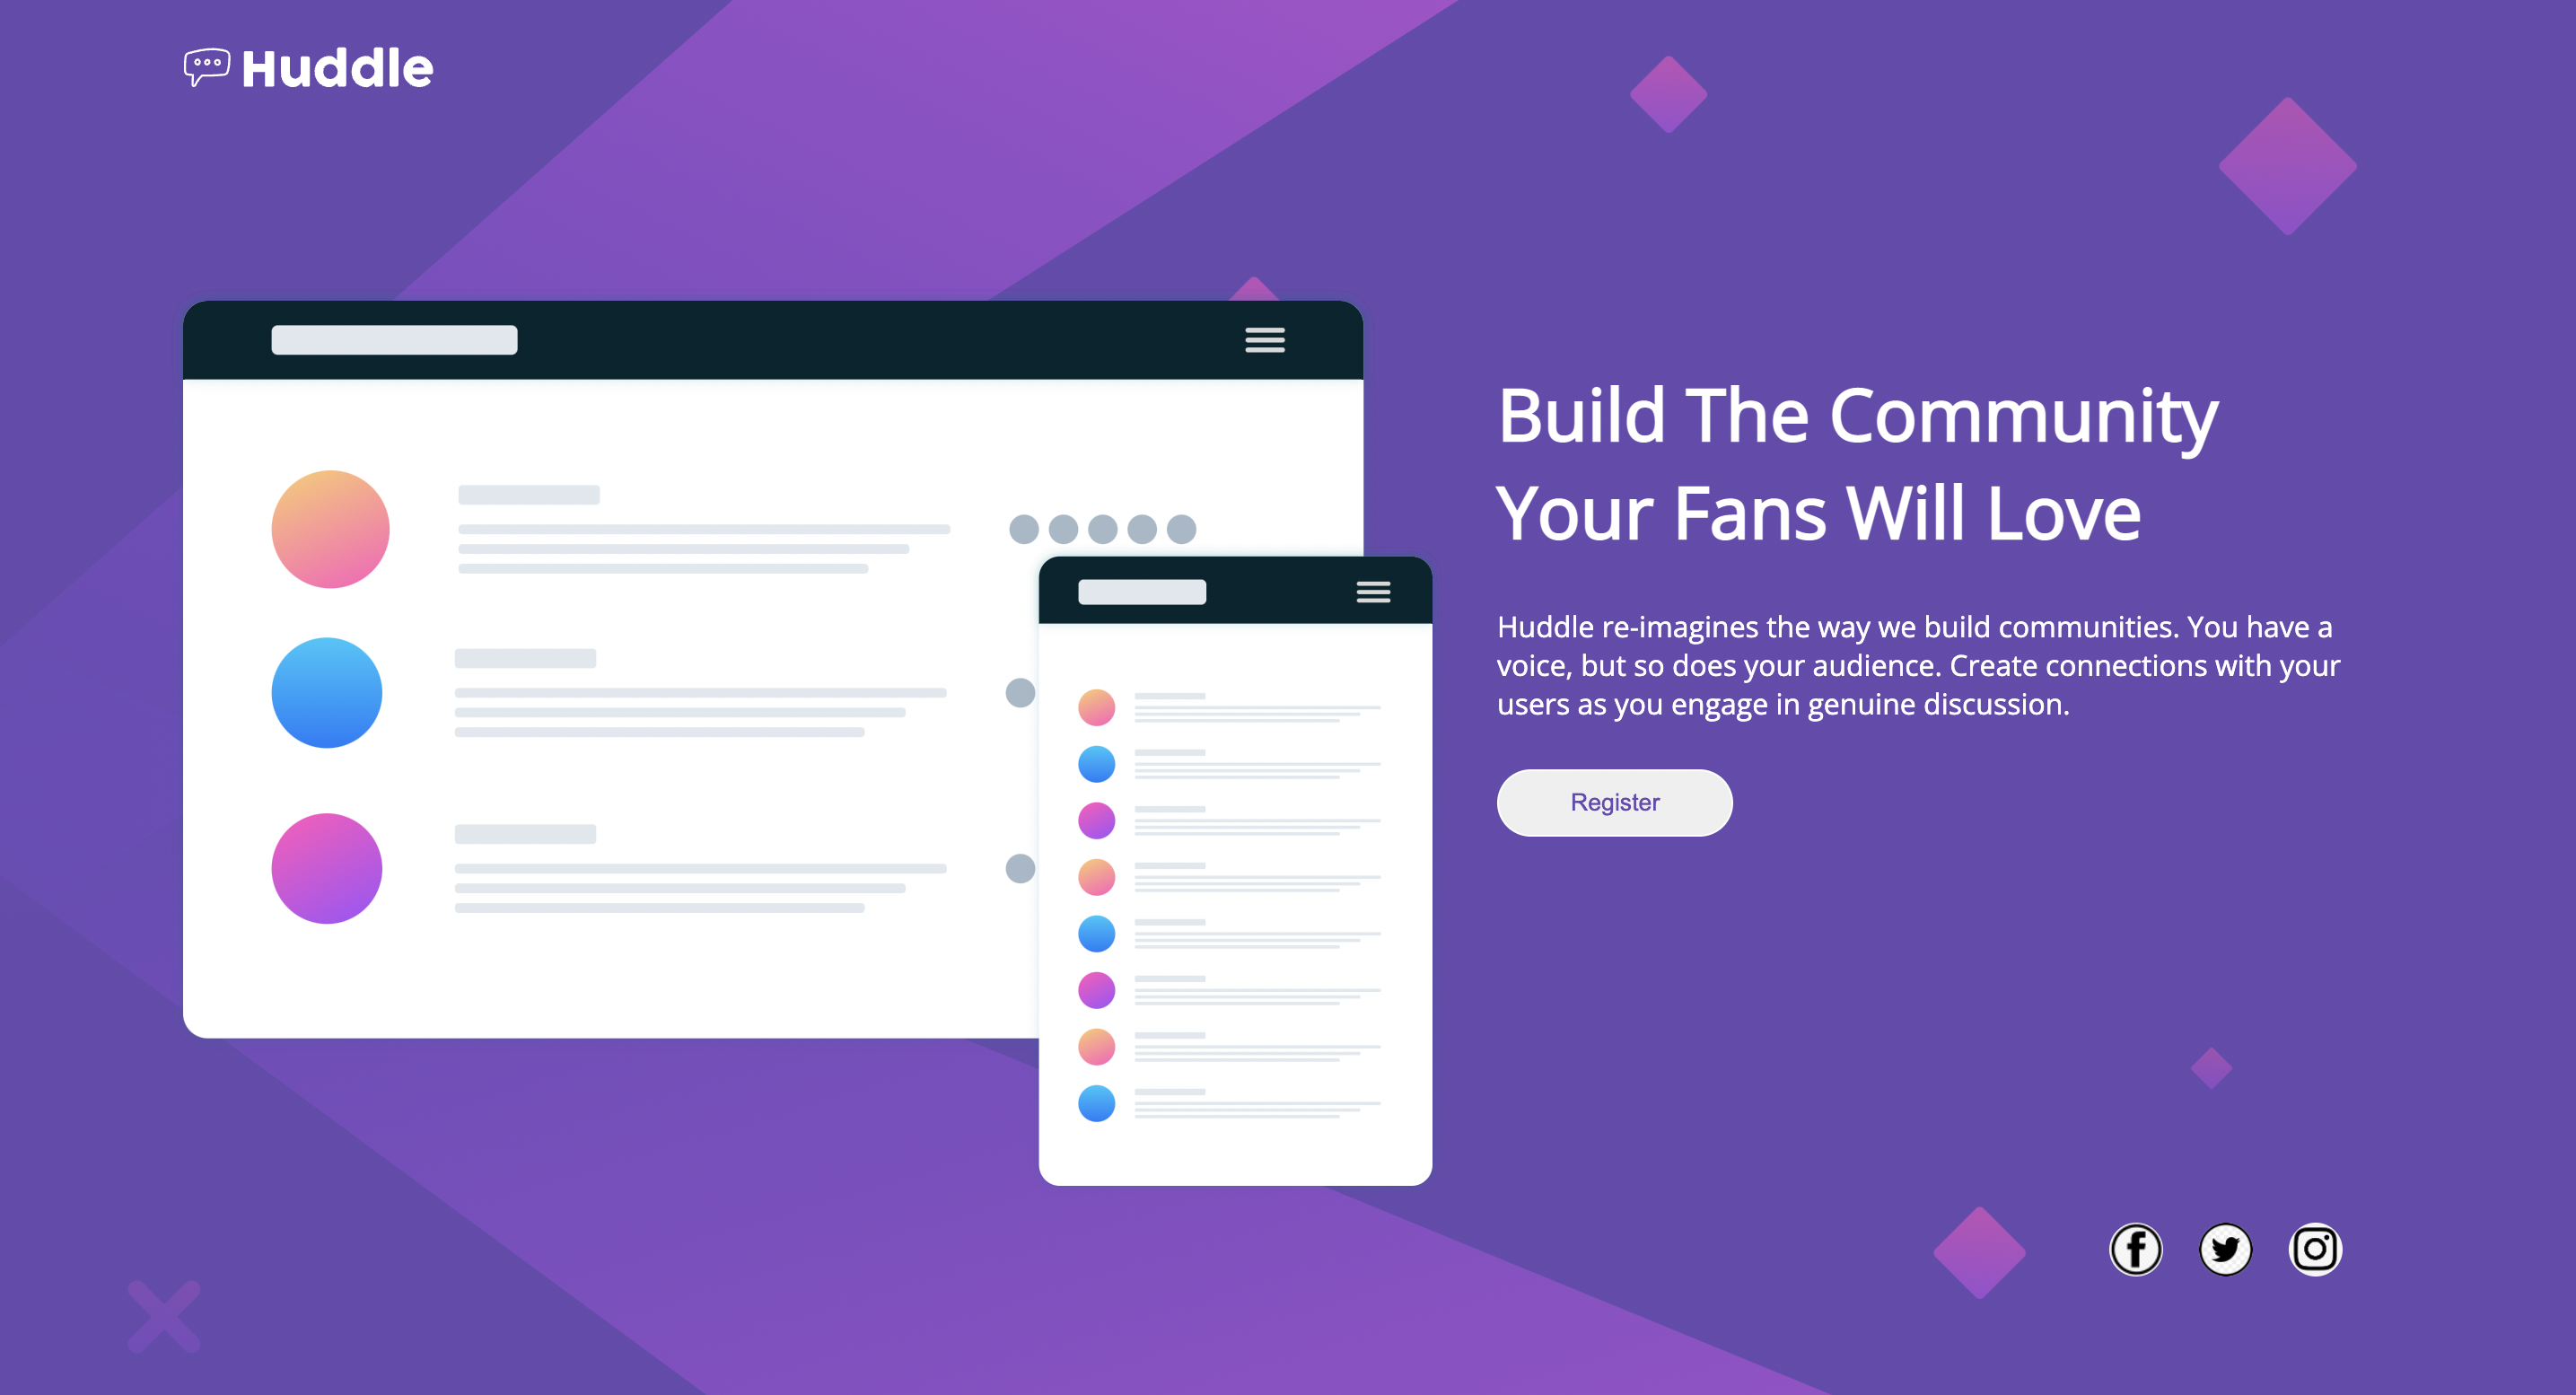 Huddle
Build The Community
Your Fans Will Love
Huddle re-imagines the way we build communities. You have a
voice, but so does your audience. Create connections with your
users as you engage in genuine discussion.
Register